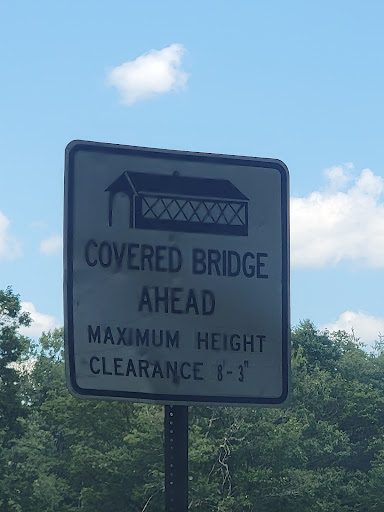 COVERED BRIDGE
AHEAD
MAXIMUM HEIGHT
CLEARANCE 8'-3"